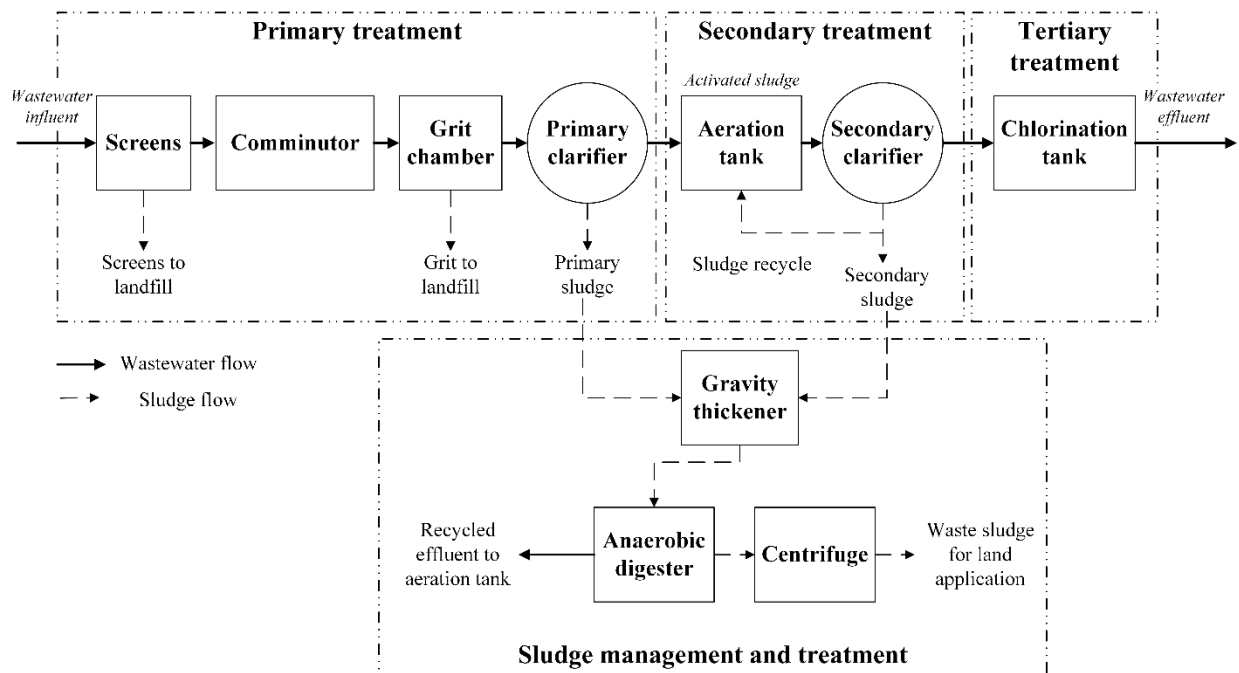 Primary treatment
Secondary treatment
Tertiary
treatment
Wastewater
influent
Screens
Comminutor
Grit
chamber
Primary
clarifier
Activated sludge
Aeration
tank
Secondary
clarifier
Chlorination
tank
Wastewater
effluent
Screens to
landfill
Grit to
landfill
Primary
sludge
Sludge recycle
Secondary
sludge
Wastewater flow
Sludge flow
Gravity
thickener
Recycled
effluent to
aeration tank
Anaerobic
digester
Centrifuge
Waste sludge
for land
application
Sludge management and treatment